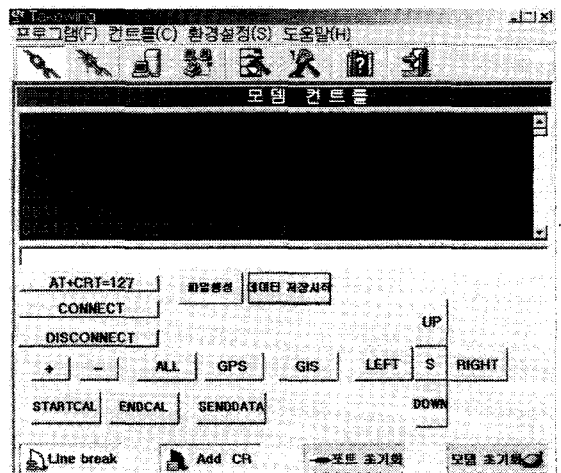 Takewing
프로그램(F) 컨트롤(C) 환경설정(S) 도움말(H)
모뎀 컨트롤
AT+CRT=127
파일생성 데이터 저장시작
CONNECT
UP
DISCONNECT
+ - ALL GPS GIS LEFT S RIGHT
STARTCAL ENDCAL SENDDATA DOWN
Line break Add CR 포트 초기화 모뎀 초기화